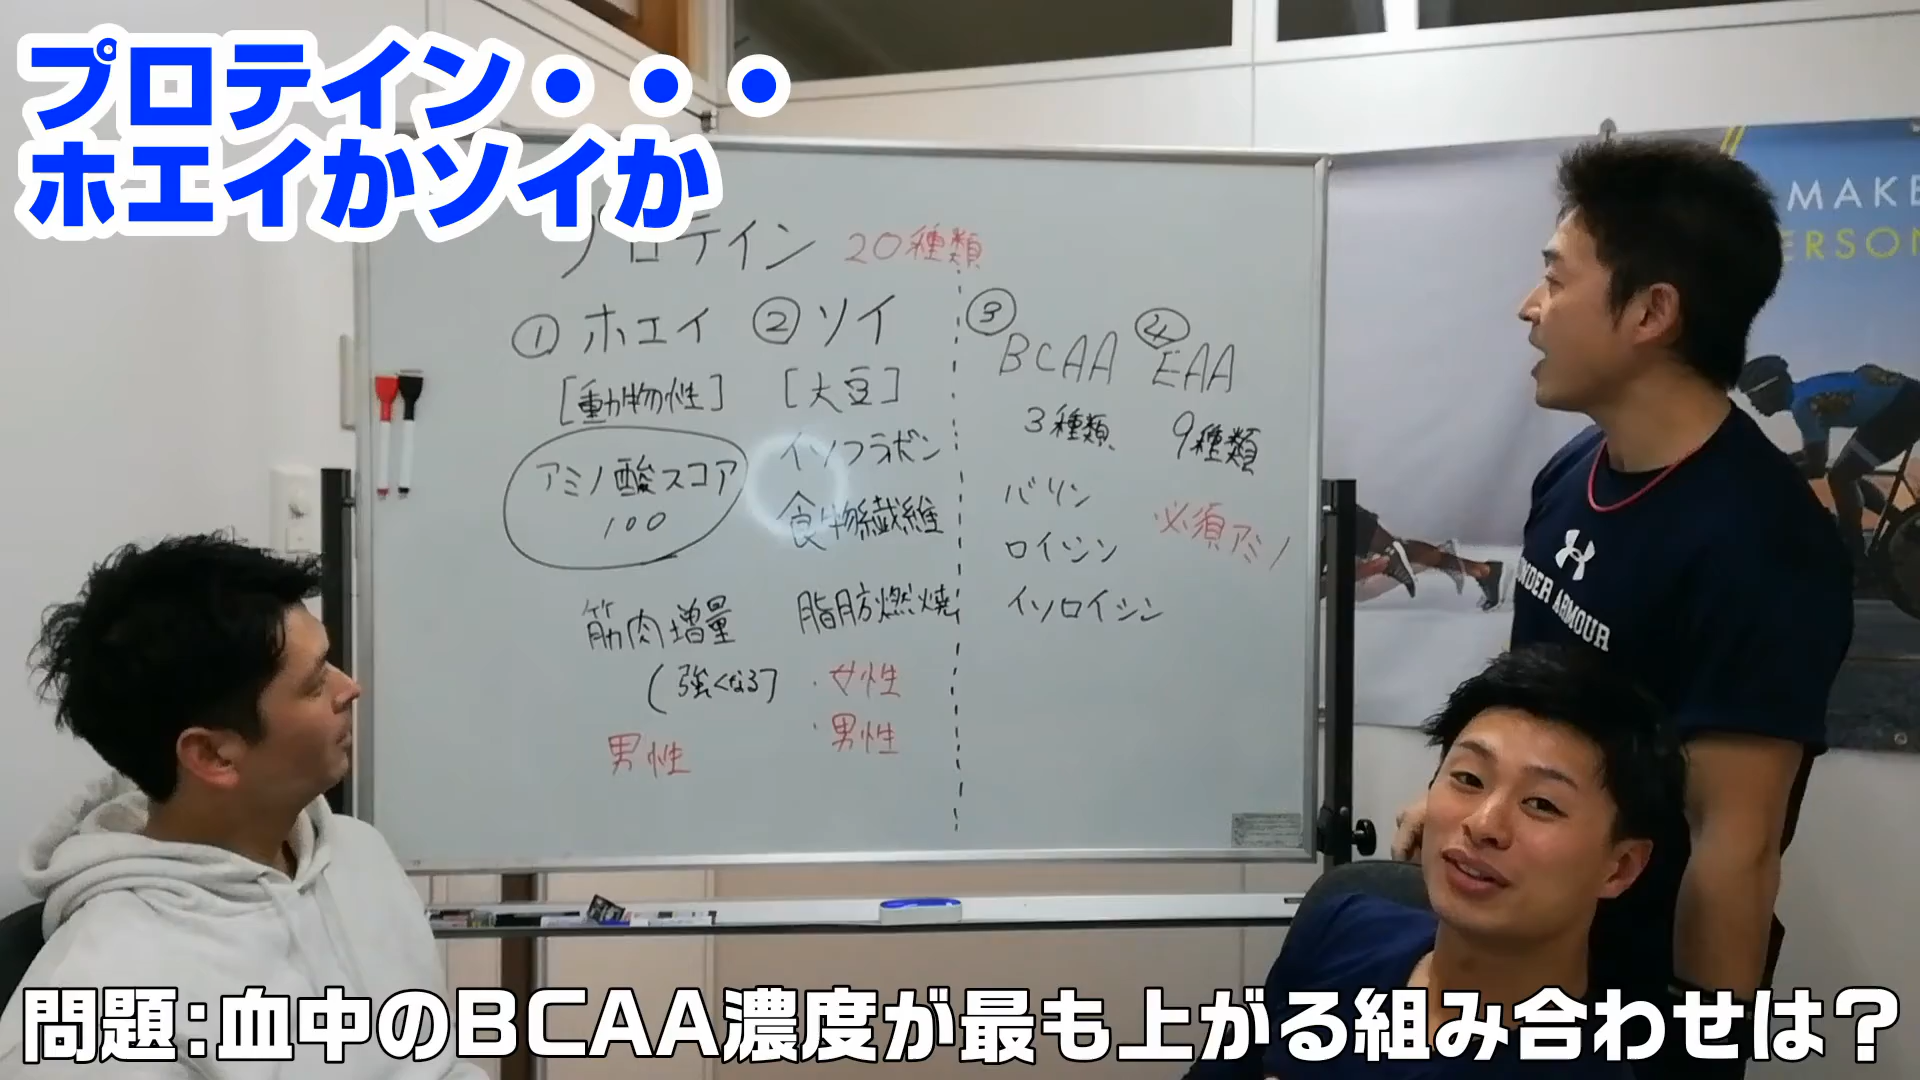 プロテイン・・・
ホエイかソイか
プロテイン 20種類
① ホエイ ② ソイ ③ BCAA ④ EAA
[動物性] [大豆] 3種類 9種類
アミノ酸スコア
100
イソフラボン
食物繊維
バリン
ロイシン
イソロイシン
必須アミノ
筋肉増量
(強くなる)
脂肪燃焼
・女性
・男性
男性
MAKE
ERSON
UNDER ARMOUR
問題:血中のBCAA濃度が最も上がる組み合わせは?